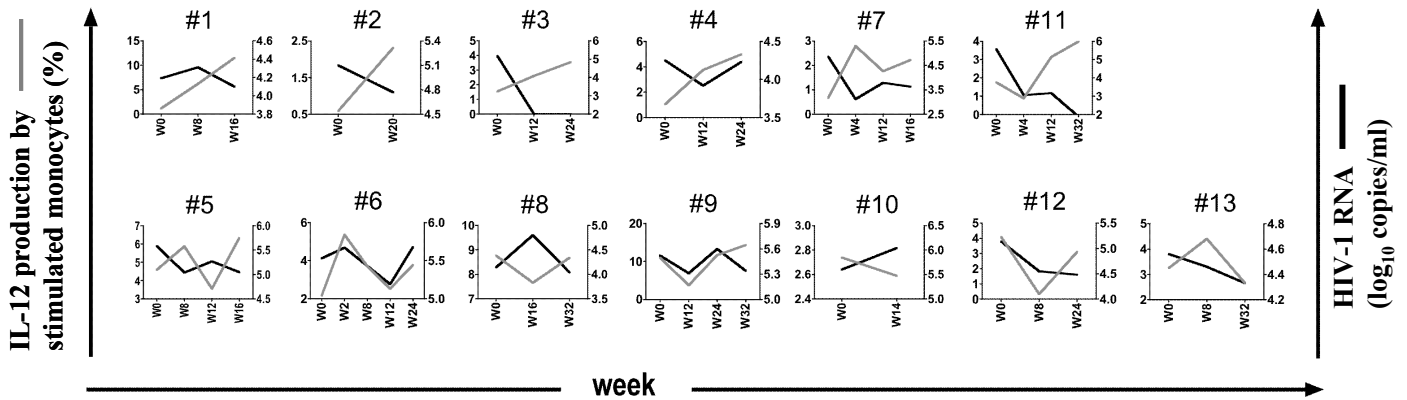 IL-12 production by
stimulated monocytes (%)
#1
15
10
5
0
4.6
4.4
4.2
4.0
3.8
W0
W8
W16
#2
2.5
1.5
0.5
5.4
5.1
4.8
4.5
W0
W20
#3
5
4
3
2
1
0
6
5
4
3
2
W0
W12
W24
#4
6
4
2
0
4.5
4.0
3.5
W0
W12
W24
#7
3
2
1
0
5.5
4.5
3.5
2.5
W0
W4
W12
W16
#11
4
3
2
1
0
6
5
4
3
2
W0
W4
W12
W32
#5
7
6
5
4
3
6.0
5.5
5.0
4.5
W0
W8
W12
W16
#6
6
4
2
6.0
5.5
5.0
W0
W2
W8
W12
W24
#8
10
9
8
7
5.0
4.5
4.0
3.5
W0
W16
W32
#9
20
10
0
5.9
5.6
5.3
5.0
W0
W12
W24
W32
#10
3.0
2.8
2.6
2.4
6.5
6.0
5.5
5.0
W0
W14
#12
5
4
3
2
1
0
5.5
5.0
4.5
4.0
W0
W8
W24
#13
5
4
3
2
4.8
4.6
4.4
4.2
W0
W8
W32
HIV-1 RNA
(log10 copies/ml)
week